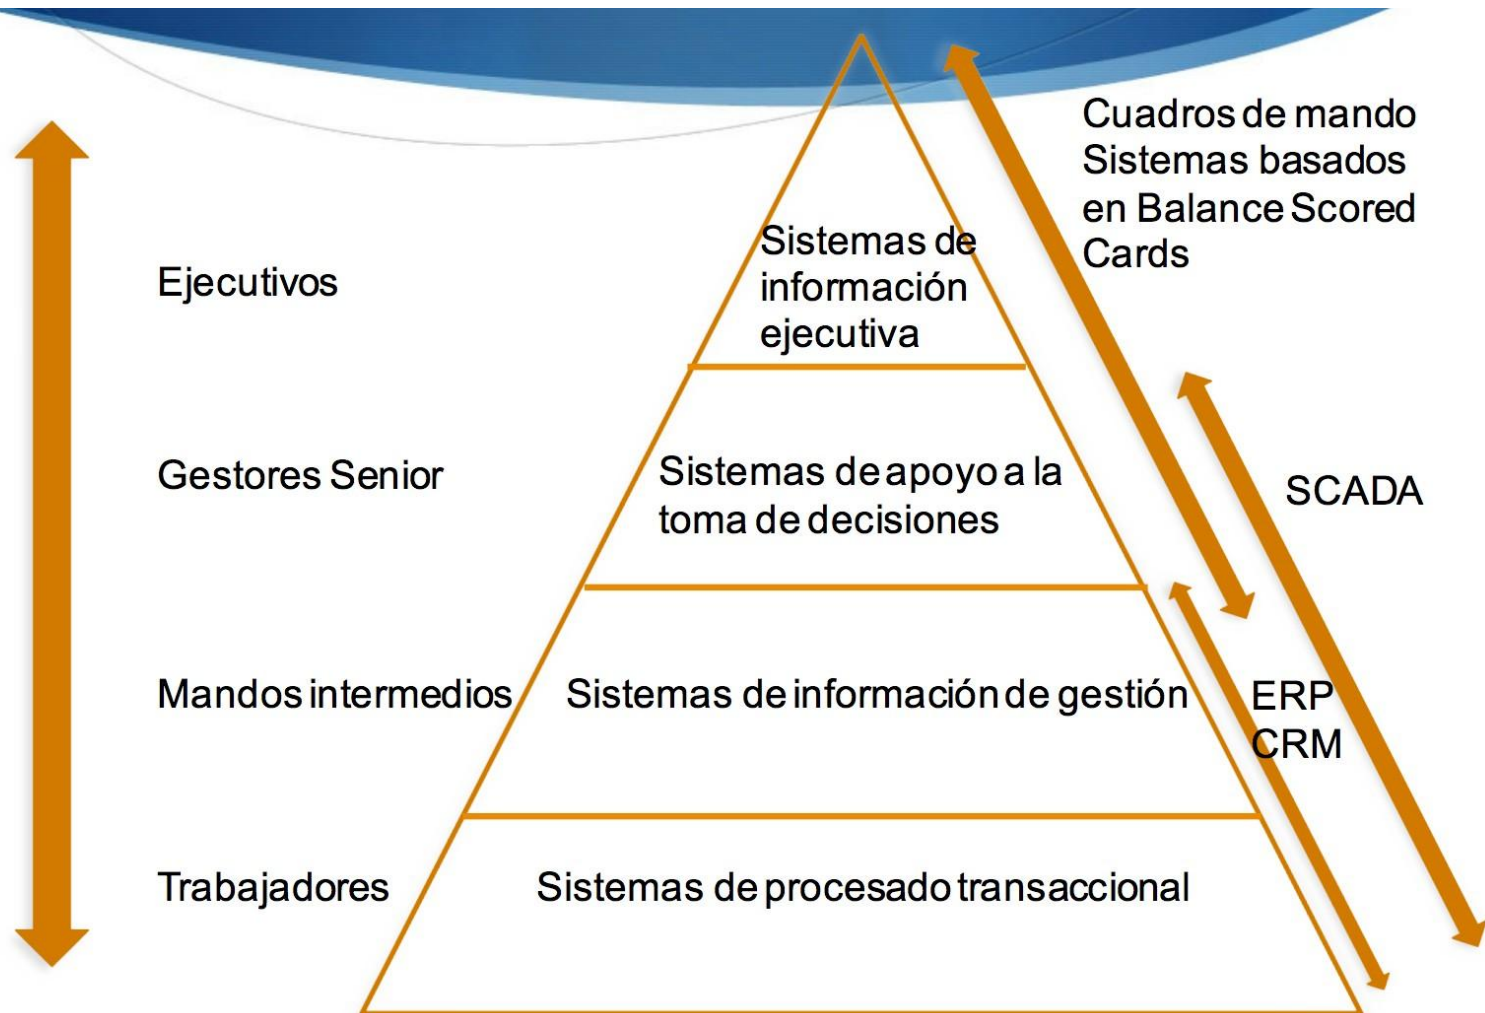 Cuadros de mando
Sistemas basados
en Balance Scored
Cards
Sistemas de
información
ejecutiva
Ejecutivos
Gestores Senior
Sistemas de apoyo a la
toma de decisiones
SCADA
Mandos intermedios
Sistemas de información de gestión
ERP
CRM
Trabajadores
Sistemas de procesado transaccional